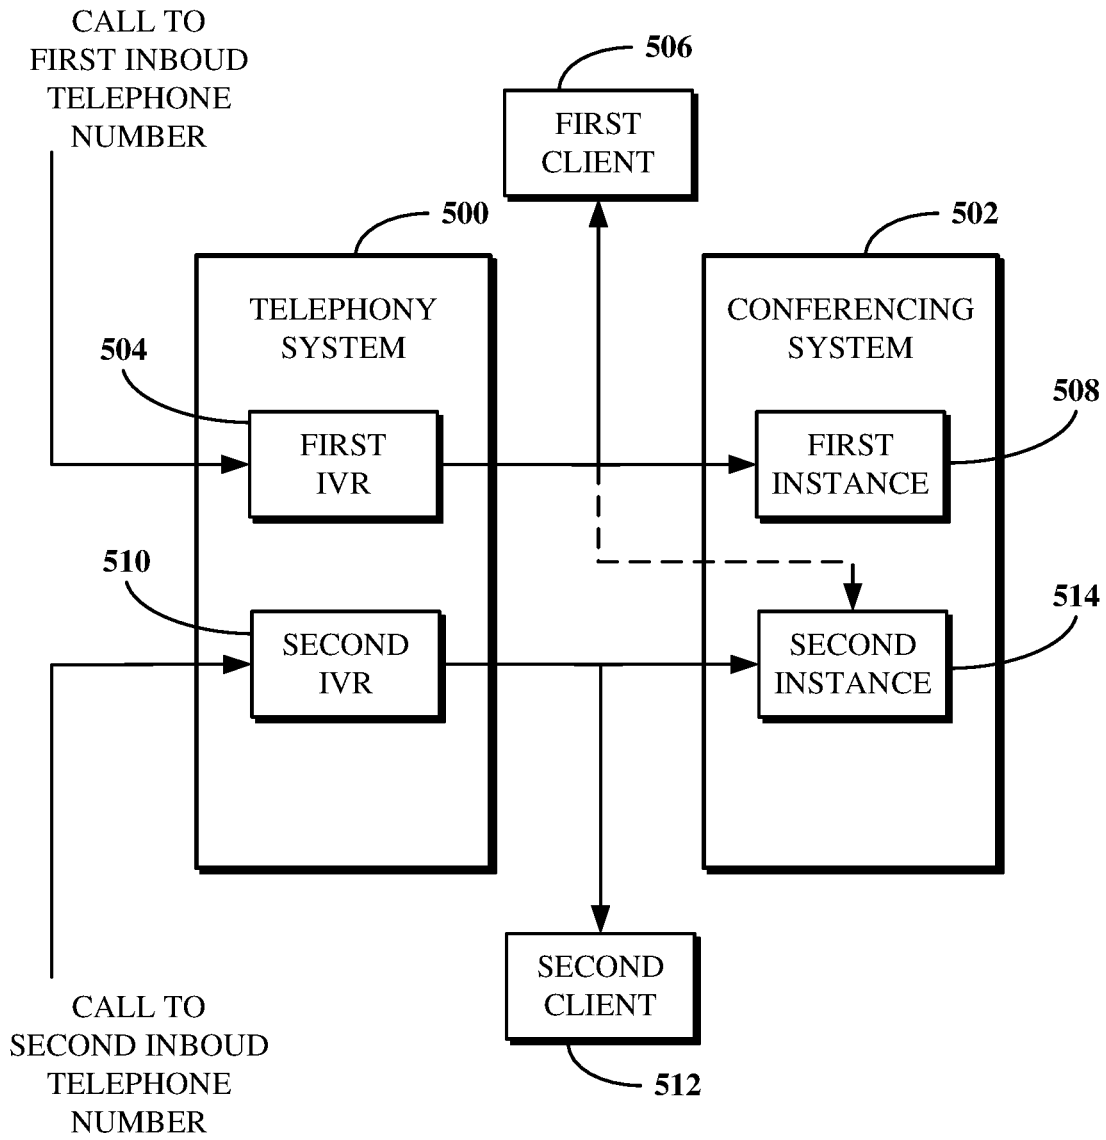 CALL TO
FIRST INBOUD
TELEPHONE
NUMBER
506
FIRST
CLIENT
500
502
TELEPHONY
SYSTEM
CONFERENCING
SYSTEM
504
508
FIRST
IVR
FIRST
INSTANCE
510
514
SECOND
IVR
SECOND
INSTANCE
SECOND
CLIENT
512
CALL TO
SECOND INBOUD
TELEPHONE
NUMBER